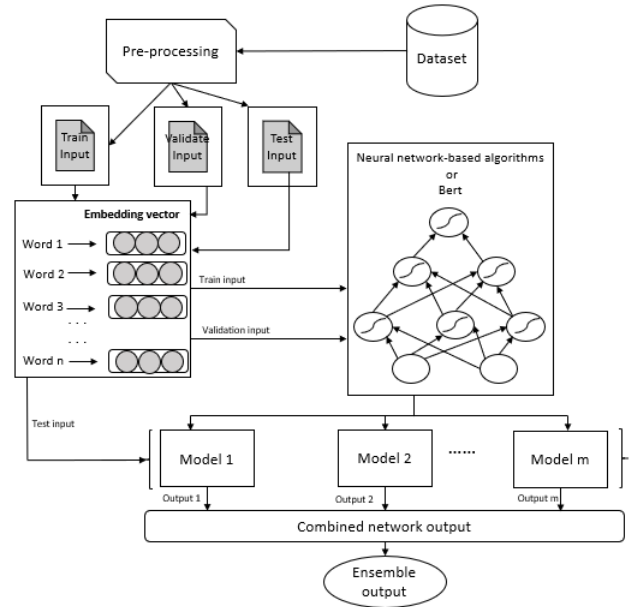 Pre-processing
Dataset
Train
Input
Validate
Input
Test
Input
Neural network-based algorithms
or
Bert
Embedding vector
Word 1
Word 2
Word 3
. . .
. . .
Word n
Train input
Validation input
Test input
Model 1
Model 2
......
Model m
Output 1
Output 2
Output m
Combined network output
Ensemble
output